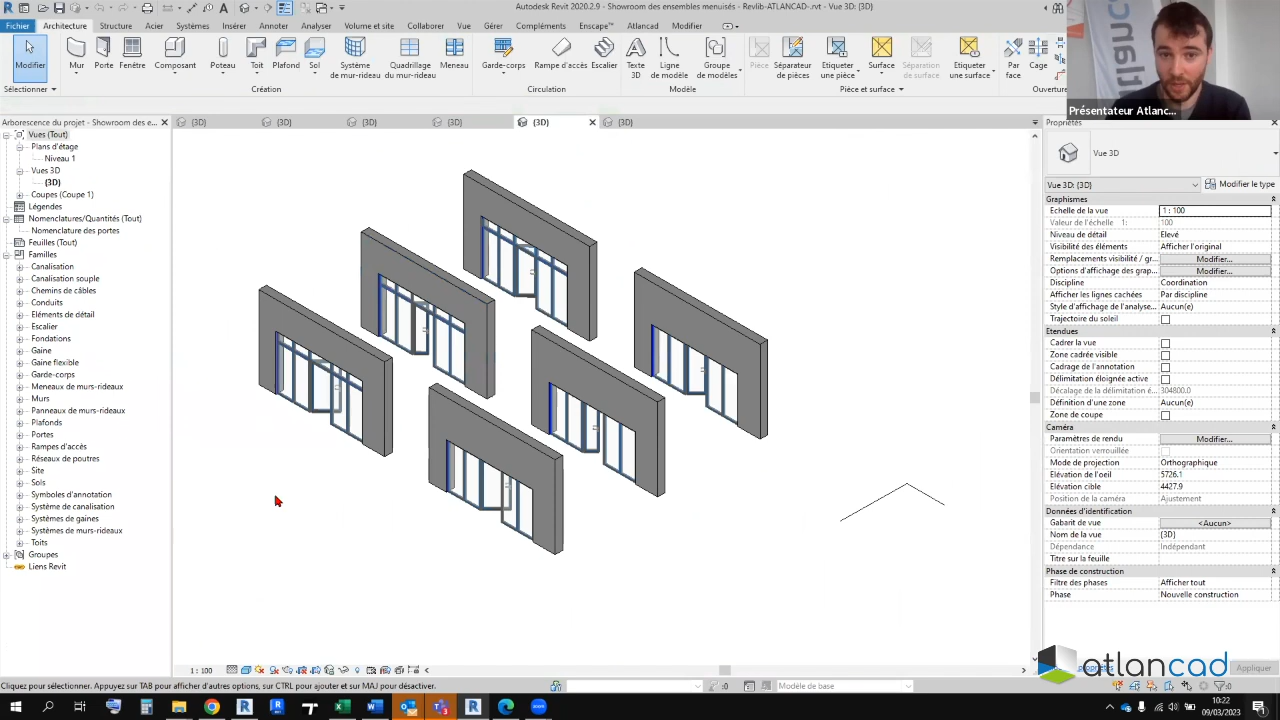 Autodesk Revit 2020.2.9 - Showroom des ensembles menuisés - Revlib-ATLANCAD-.rvt - Vue 3D: {3D}
Fichier Architecture Structure Acier Systèmes Insérer Annoter Analyser Volume et site Collaborer Vue Gérer Compléments Enscape™ Atlancad Modifier
Modifier Mur Porte Fenêtre Composant Poteau Toit Plafond Sol Système de mur-rideau Quadrillage de mur-rideau Meneau Garde-corps Rampe d'accès Escalier Texte 3D Ligne de modèle Groupe de modèles Pièce Séparateur de pièces Etiqueter une pièce Surface Séparation de surface Etiqueter une surface Par face Cage
Sélectionner Création Circulation Modèle Pièce et surface Ouverture
atlanc
Présentateur Atlanc...
Arborescence du projet - Showroom des e...
{3D} {3D} {3D} {3D} {3D} {3D}
Vues (Tout)
Plans d'étage
Niveau 1
Vues 3D
{3D}
Coupes (Coupe 1)
Légendes
Nomenclatures/Quantités (Tout)
Nomenclature des portes
Feuilles (Tout)
Familles
Canalisation
Canalisation souple
Chemins de câbles
Conduits
Eléments de détail
Escalier
Fondations
Gaine
Gaine flexible
Garde-corps
Meneaux de murs-rideaux
Murs
Panneaux de murs-rideaux
Plafonds
Portes
Rampes d'accès
Réseaux de poutres
Site
Sols
Symboles d'annotation
Système de canalisation
Systèmes de gaines
Systèmes de murs-rideaux
Toits
Groupes
Liens Revit
Propriétés
Vue 3D
Vue 3D: {3D} Modifier le type
Graphismes
Echelle de la vue 1 : 100
Valeur de l'échelle 1: 100
Niveau de détail Elevé
Visibilité des éléments Afficher l'original
Remplacements visibilité / gr... Modifier...
Options d'affichage des grap... Modifier...
Discipline Coordination
Afficher les lignes cachées Par discipline
Style d'affichage de l'analyse... Aucun(e)
Trajectoire du soleil
Etendues
Cadrer la vue
Zone cadrée visible
Cadrage de l'annotation
Délimitation éloignée active
Décalage de la délimitation é... 304800.0
Définition d'une zone Aucun(e)
Zone de coupe
Caméra
Paramètres de rendu Modifier...
Orientation verrouillée
Mode de projection Orthographique
Elévation de l'oeil 5726.1
Elévation cible 4427.9
Position de la caméra Ajustement
Données d'identification
Gabarit de vue <Aucun>
Nom de la vue {3D}
Dépendance Indépendant
Titre sur la feuille
Phase de construction
Filtre des phases Afficher tout
Phase Nouvelle construction
atlancad
Appliquer
1 : 100
Cliquez pour sélectionner. Appuyez sur TAB pour afficher d'autres options, sur CTRL pour ajouter et sur MAJ pour désactiver.
:0 Modèle de base :0
zoom
10:22
09/03/2023